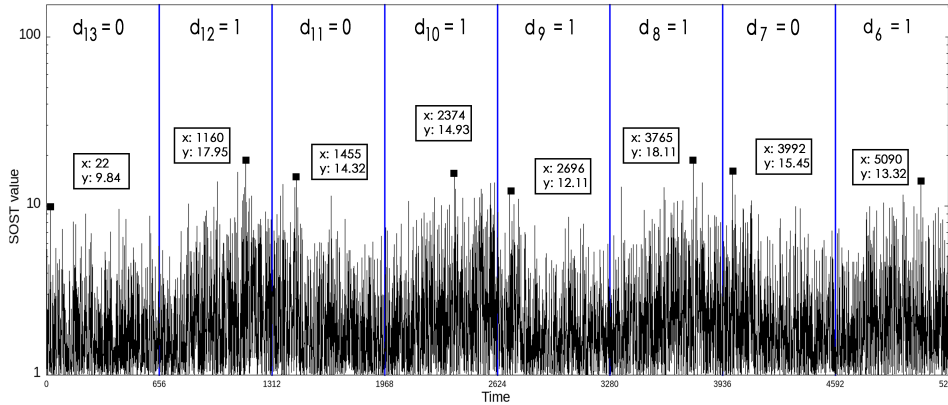 d13 = 0 d12 = 1 d11 = 0 d10 = 1 d9 = 1 d8 = 1 d7 = 0 d6 = 1
100
x: 2374
y: 14.93
x: 1160
y: 17.95
x: 3765
y: 18.11
x: 3992
y: 15.45
x: 1455
y: 14.32
x: 22
y: 9.84
x: 2696
y: 12.11
x: 5090
y: 13.32
10
SOST value
1
0 656 1312 1968 2624 3280 3936 4592 52
Time